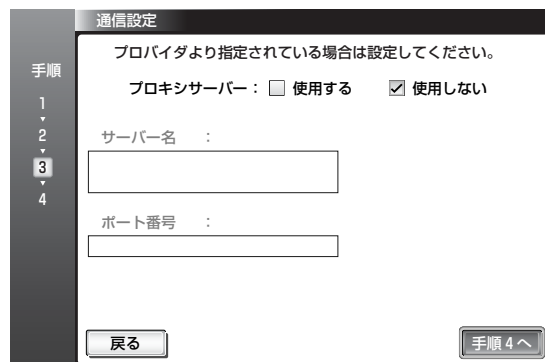 通信設定
プロバイダより指定されている場合は設定してください。
手順
1
2
3
4
プロキシサーバー： 使用する 使用しない
サーバー名 ：
ポート番号 ：
戻る
手順 4 へ